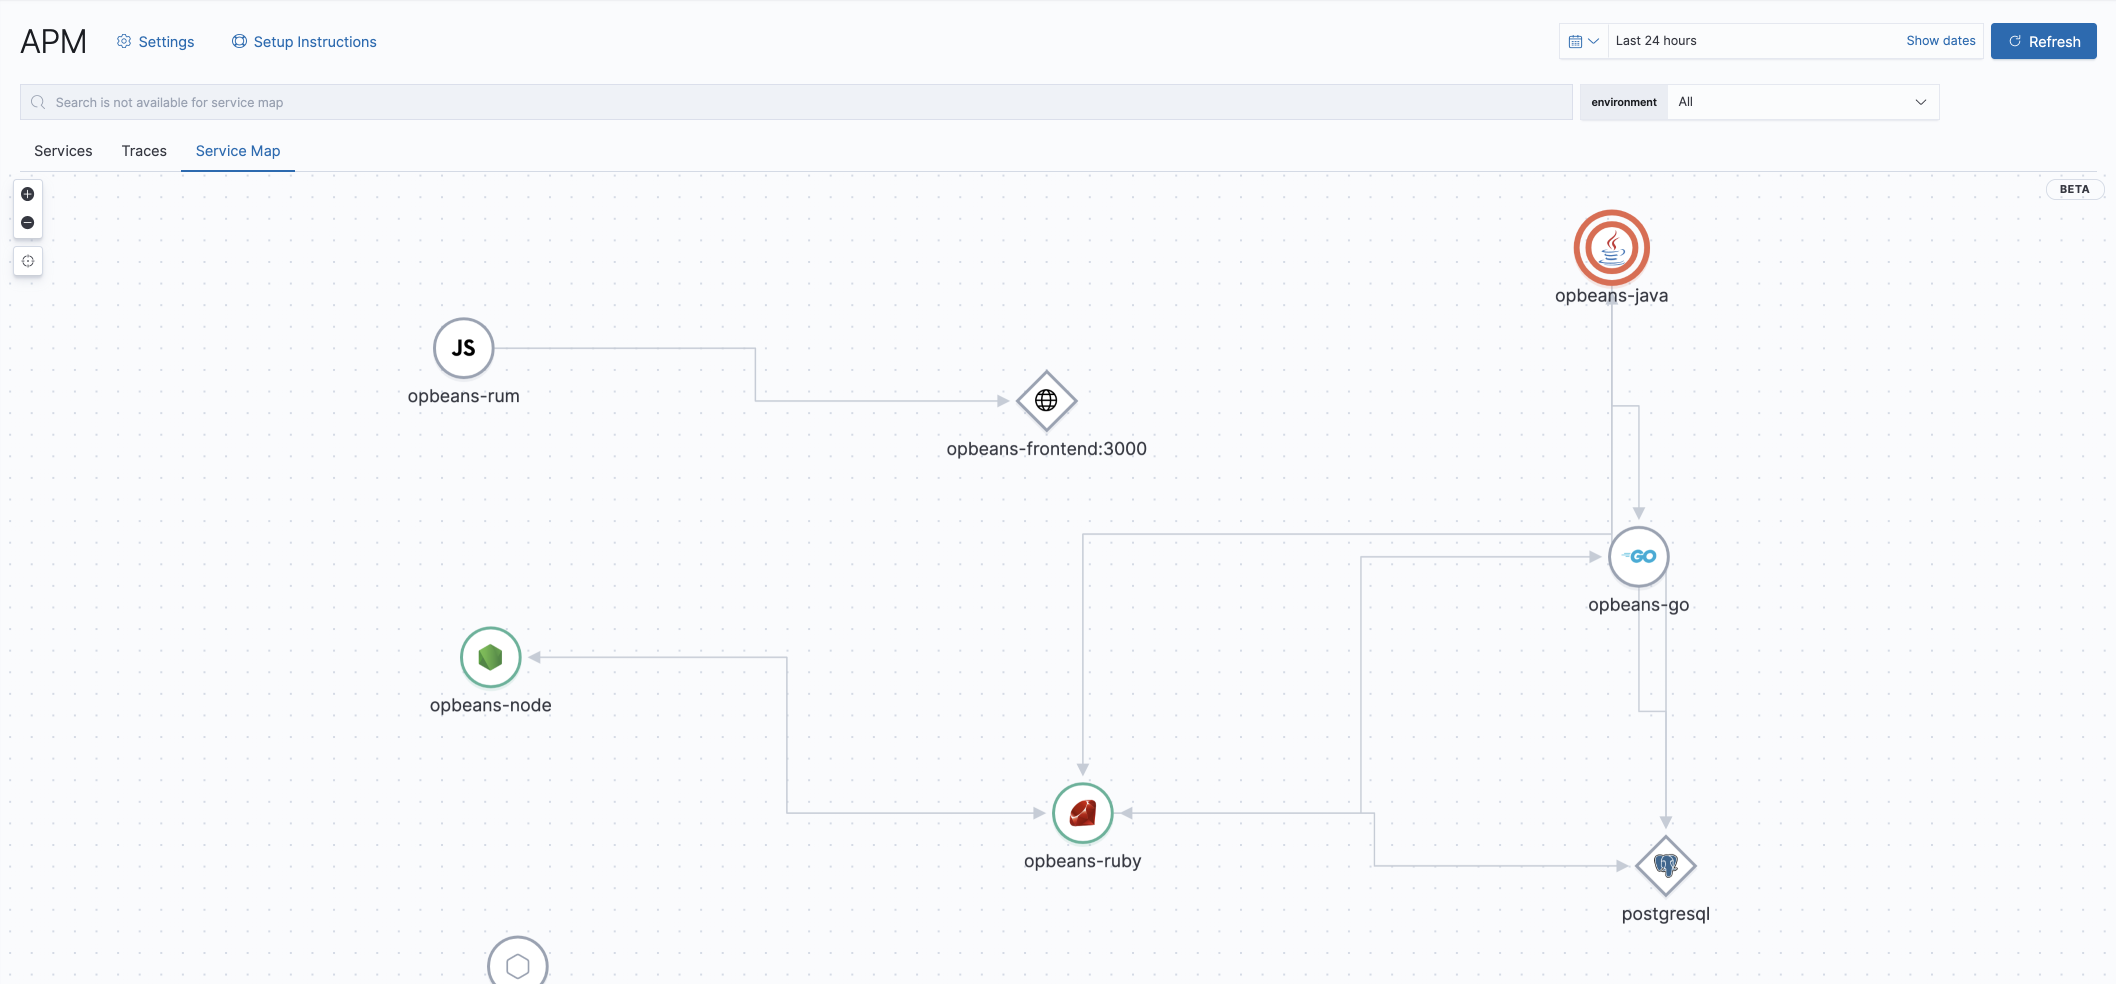 APM
Settings
Setup Instructions
Last 24 hours
Show dates
Refresh
Search is not available for service map
environment
All
Services
Traces
Service Map
BETA
opbeans-java
JS
opbeans-rum
opbeans-frontend:3000
GO
opbeans-go
opbeans-node
opbeans-ruby
postgresql